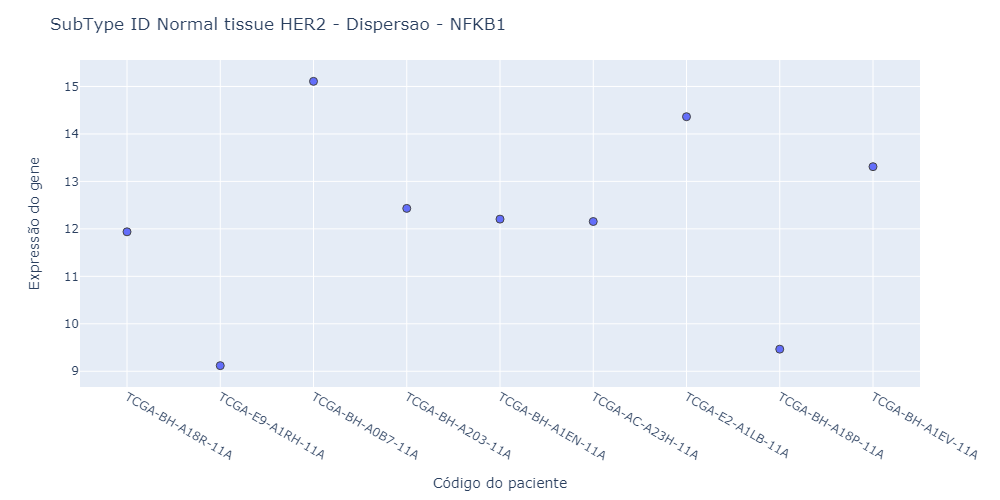 SubType ID Normal tissue HER2 - Dispersao - NFKB1
Expressão do gene
15
14
13
12
11
10
9
TCGA-BH-A18R-11A
TCGA-E9-A1RH-11A
TCGA-BH-A0B7-11A
TCGA-BH-A203-11A
TCGA-BH-A1EN-11A
TCGA-AC-A23H-11A
TCGA-E2-A1LB-11A
TCGA-BH-A18P-11A
TCGA-BH-A1EV-11A
Código do paciente